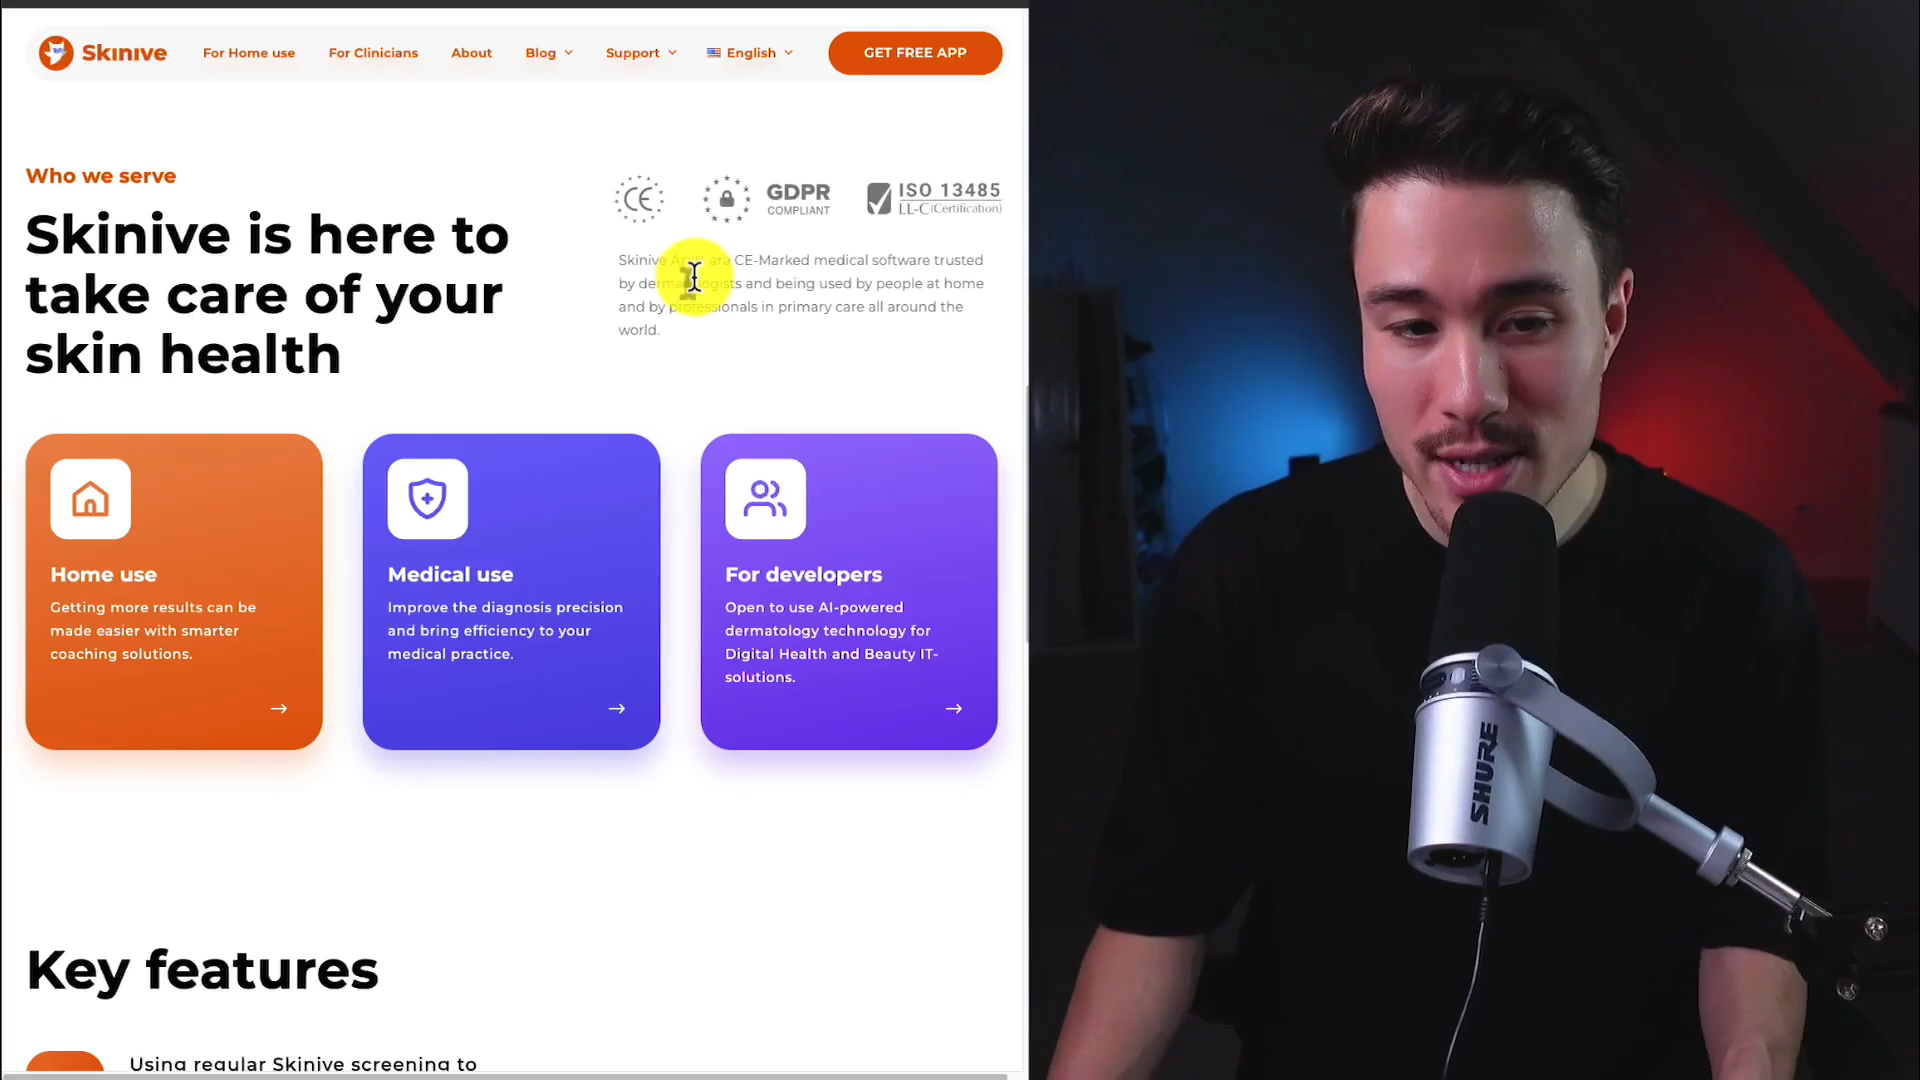 Skinive
For Home use
For Clinicians
About
Blog
Support
English
GET FREE APP
Who we serve
Skinive is here to
take care of your
skin health
CE
GDPR
COMPLIANT
ISO 13485
LL-C (Certification)
Skinive are CE-Marked medical software trusted
by dermatologists and being used by people at home
and by professionals in primary care all around the
world.
Home use
Getting more results can be
made easier with smarter
coaching solutions.
Medical use
Improve the diagnosis precision
and bring efficiency to your
medical practice.
For developers
Open to use AI-powered
dermatology technology for
Digital Health and Beauty IT-
solutions.
Key features
Using regular Skinive screening to
SHURE